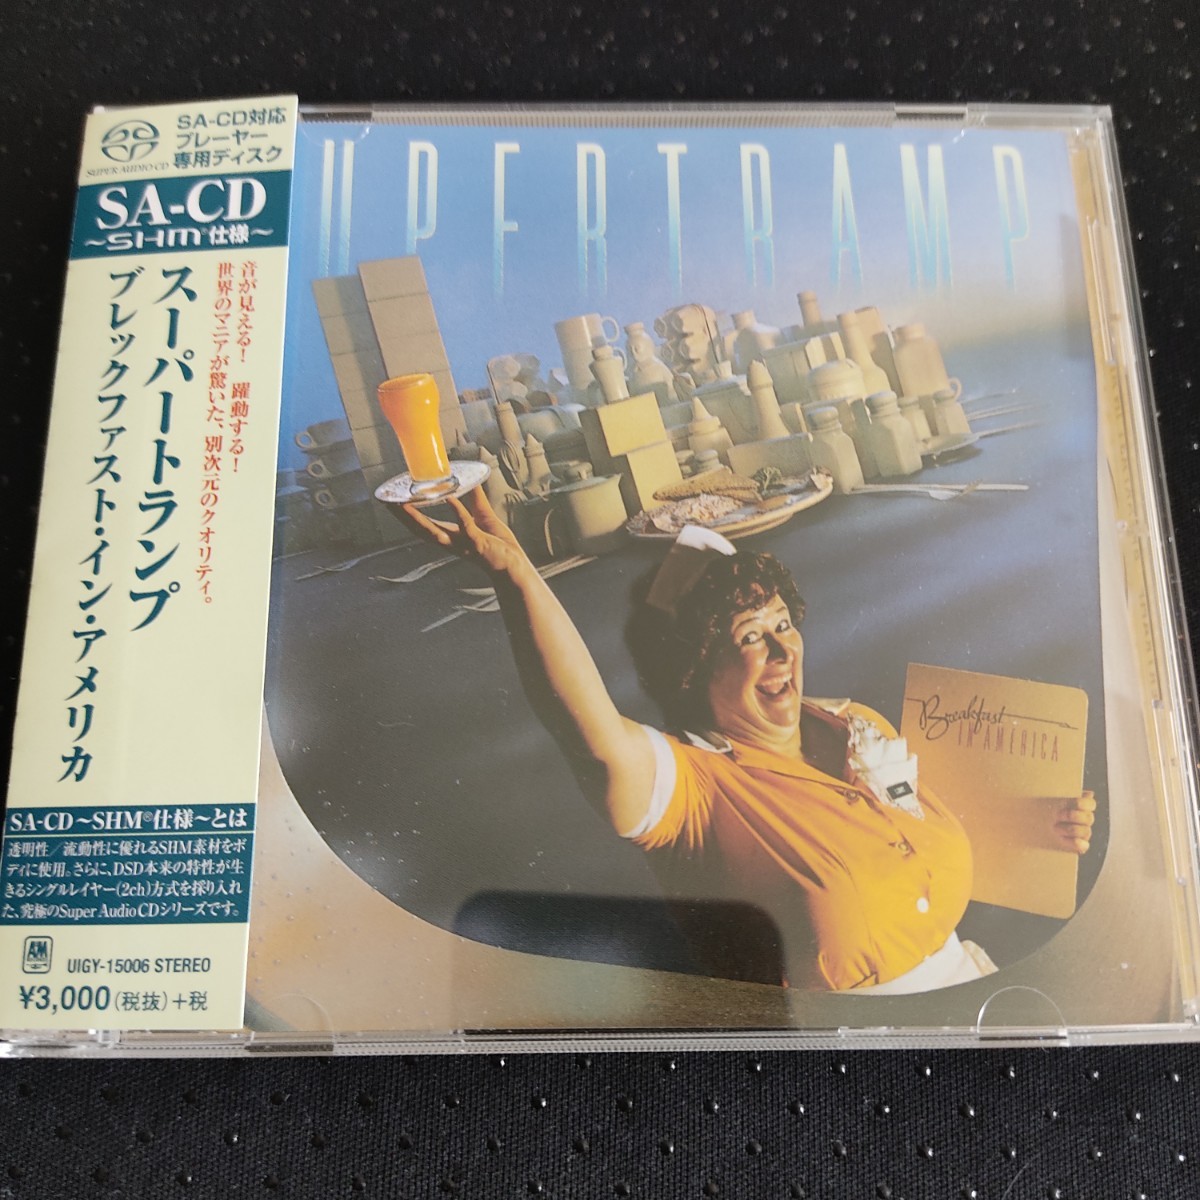 SUPER AUDIO CD
SA-CD対応
プレーヤー
専用ディスク
SA-CD
～SHM®仕様～
音が見える! 躍動する!
世界のマニアが驚いた、別次元のクオリティ。
スーパートランプ
ブレックファスト・イン・アメリカ
SA-CD～SHM®仕様～とは
透明性／流動性に優れるSHM素材をボ
ディに使用。さらに、DSD本来の特性が生
きるシングルレイヤー(2ch)方式を採り入れ
た、究極のSuper Audio CDシリーズです。
A&M
UIGY-15006 STEREO
¥3,000(税抜)+税
UPERTRAMP
Breakfast
IN AMERICA